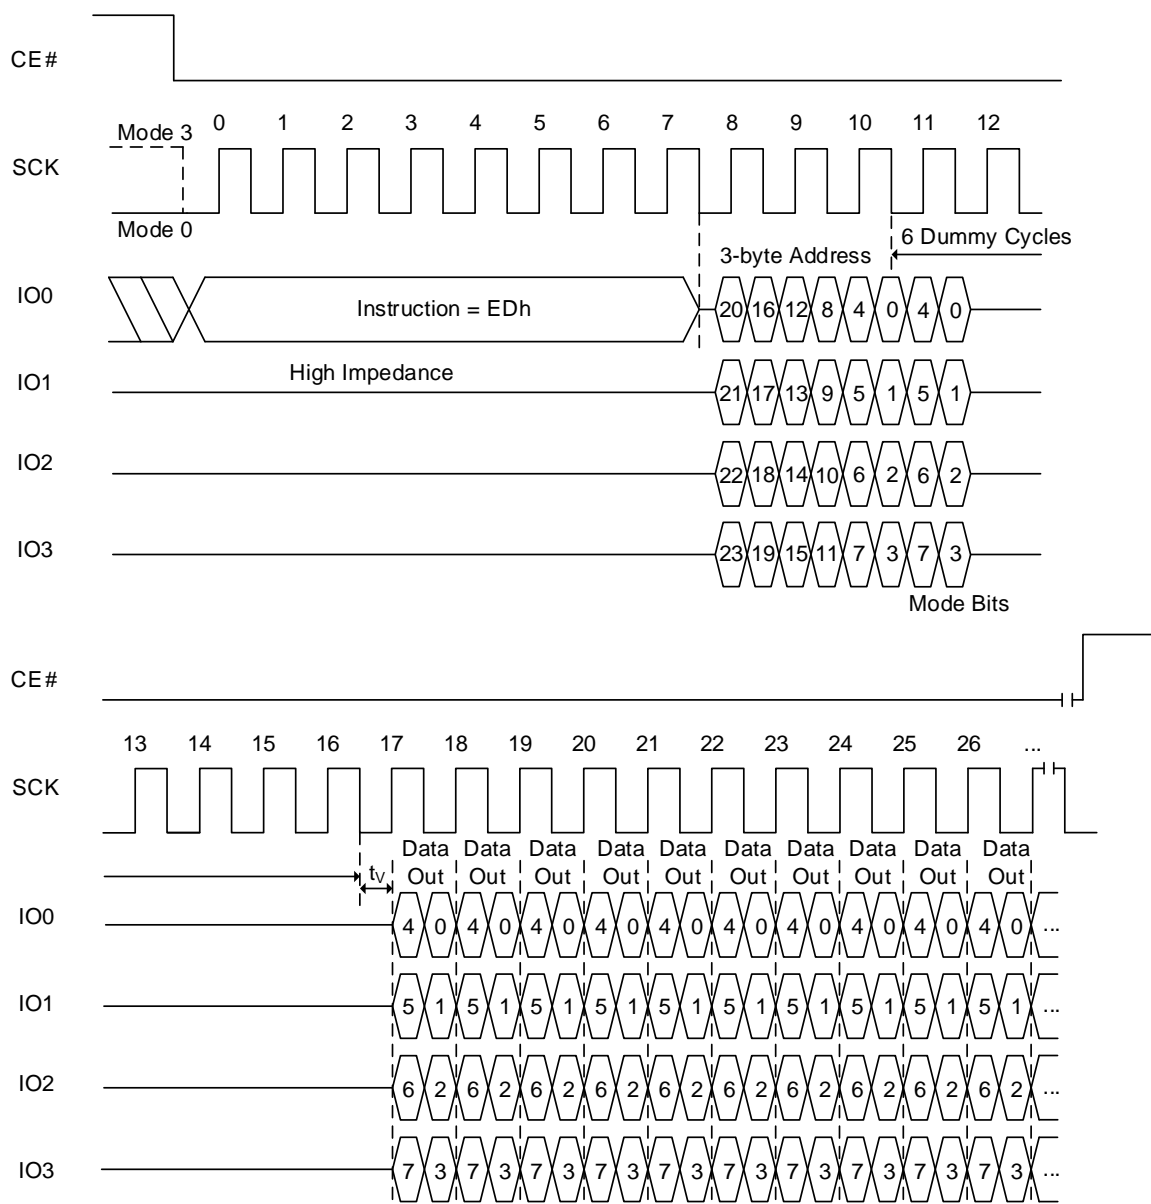 CE#
Mode 3
0 1 2 3 4 5 6 7 8 9 10 11 12
SCK
Mode 0
6 Dummy Cycles
3-byte Address
IO0
Instruction = EDh
20 16 12 8 4 0 4 0
High Impedance
IO1
21 17 13 9 5 1 5 1
IO2
22 18 14 10 6 2 6 2
IO3
23 19 15 11 7 3 7 3
Mode Bits
CE#
13 14 15 16 17 18 19 20 21 22 23 24 25 26 ...
SCK
Data Data Data Data Data Data Data Data Data Data
tV Out Out Out Out Out Out Out Out Out Out
IO0
4 0 4 0 4 0 4 0 4 0 4 0 4 0 4 0 4 0 4 0 ...
IO1
5 1 5 1 5 1 5 1 5 1 5 1 5 1 5 1 5 1 5 1 ...
IO2
6 2 6 2 6 2 6 2 6 2 6 2 6 2 6 2 6 2 6 2 ...
IO3
7 3 7 3 7 3 7 3 7 3 7 3 7 3 7 3 7 3 7 3 ...